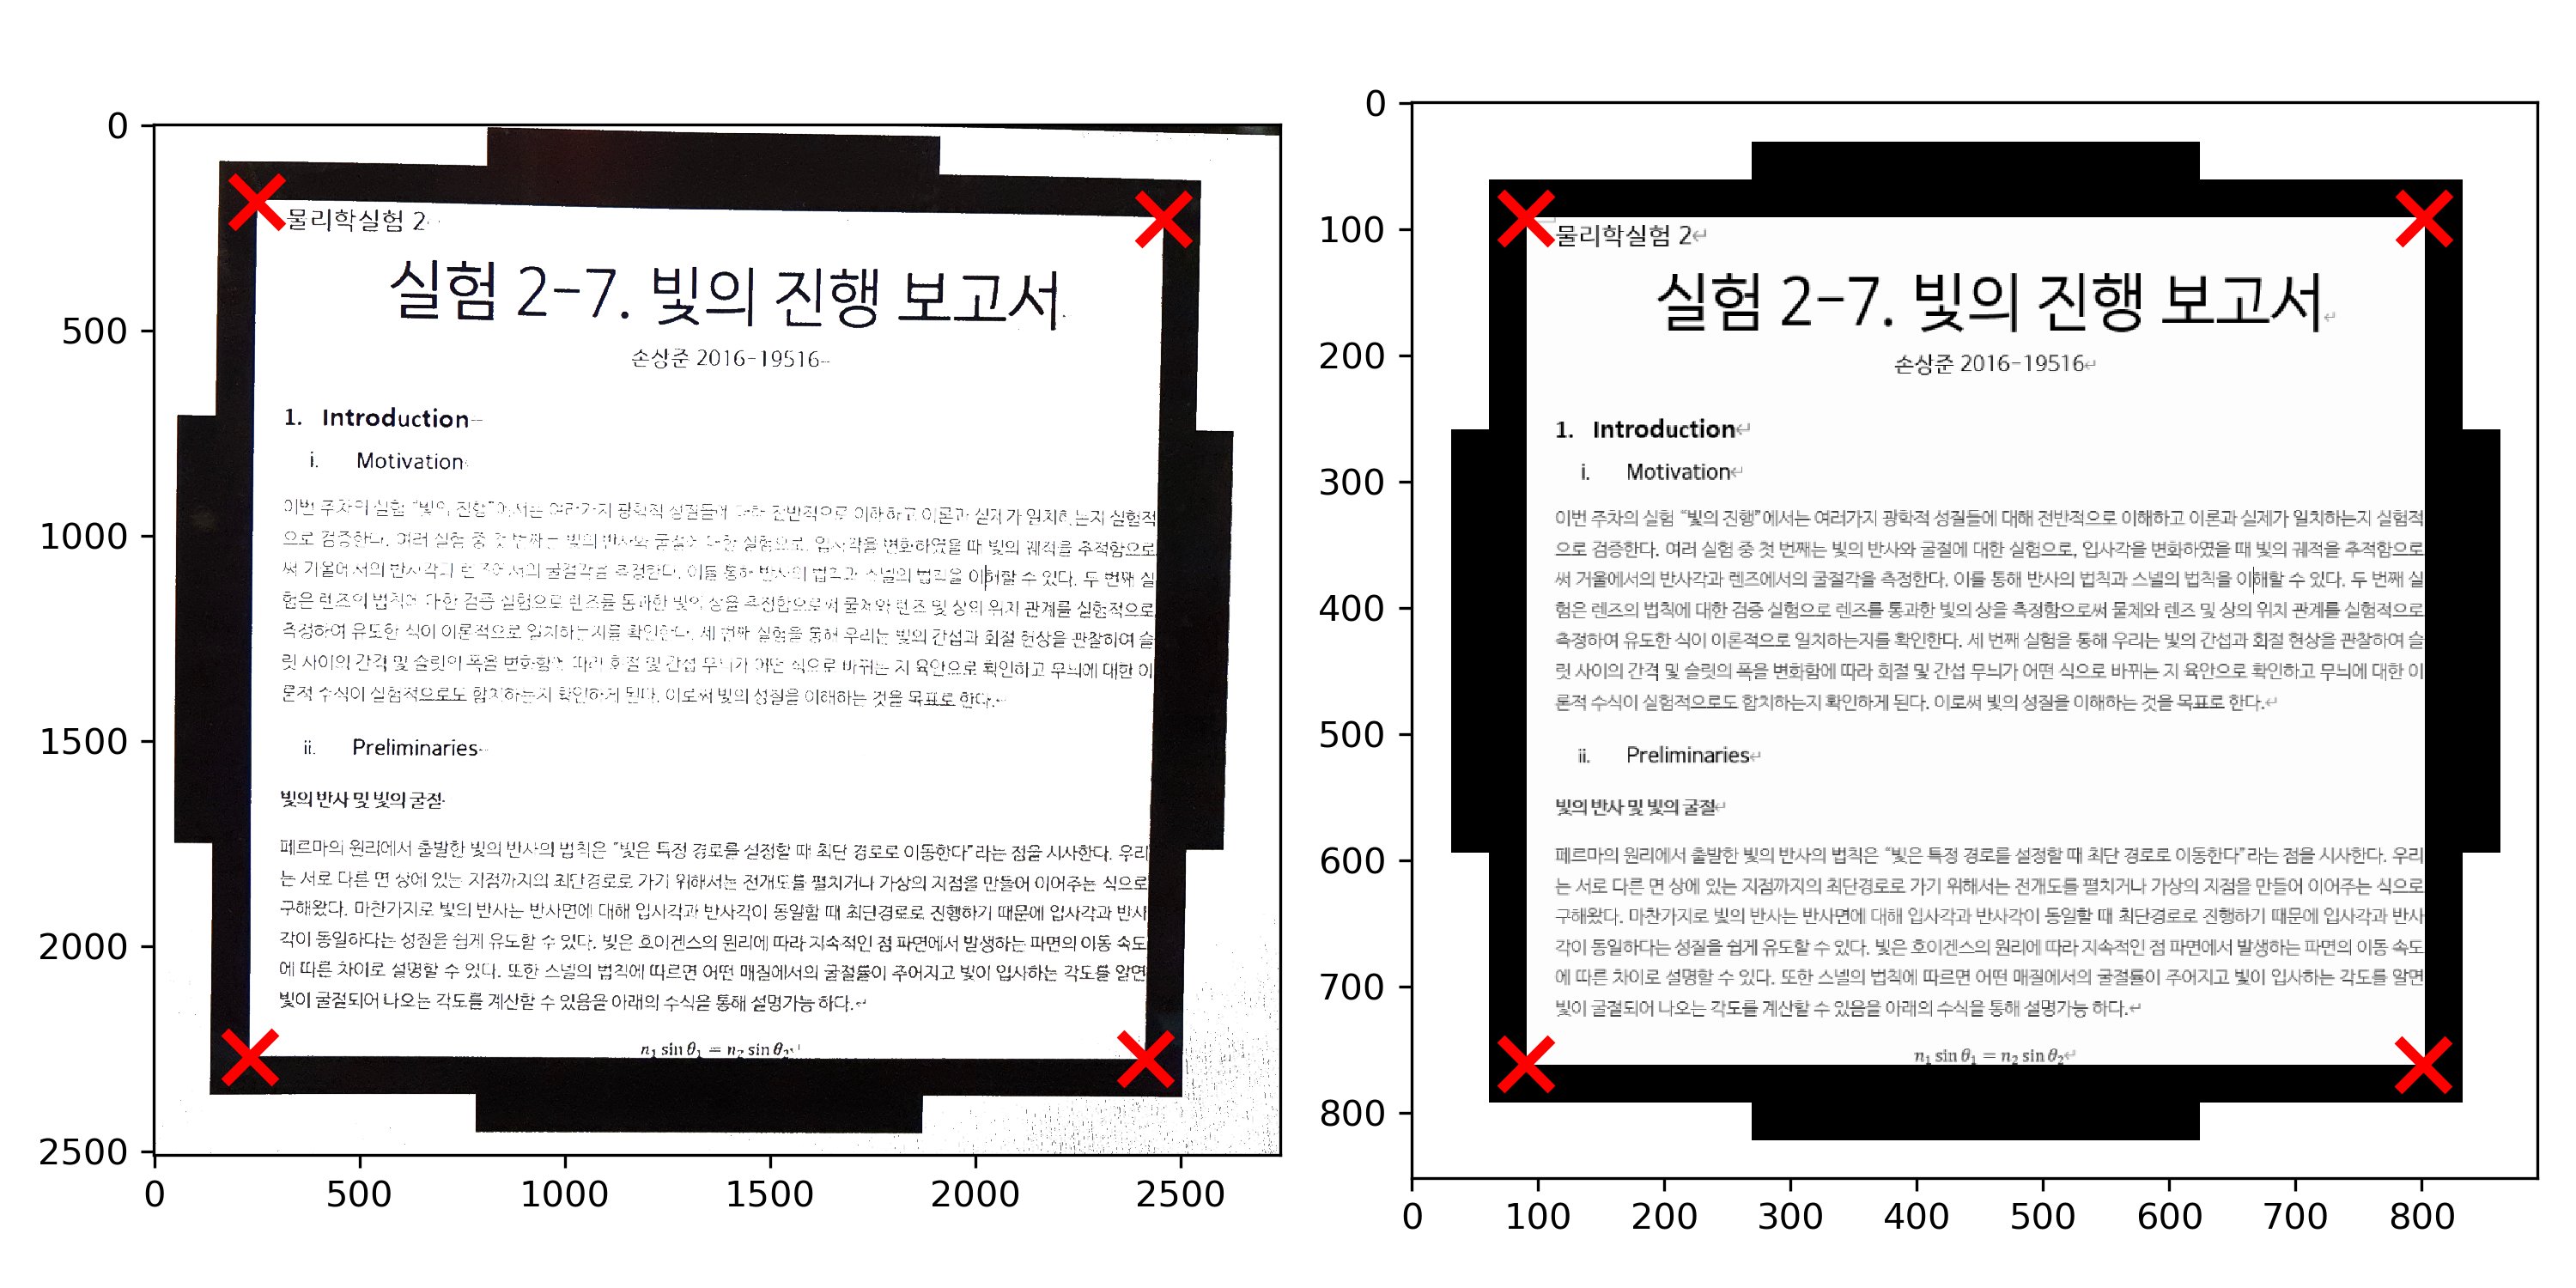 0
500
1000
1500
2000
2500
0
500
1000
1500
2000
2500
물리학실험 2
실험 2-7. 빛의 진행 보고서
손상준 2016-19516
1. Introduction
i. Motivation
이번 주차의 실험 "빛의 진행"에서는 여러가지 광학적 성질들에 대해 전반적으로 이해하고 이론과 실제가 일치하는지 실험적
으로 검증한다. 여러 실험 중 첫 번째는 빛의 반사와 굴절에 대한 실험으로, 입사각을 변화하였을 때 빛의 궤적을 추적함으로
써 거울에서의 반사각과 렌즈에서의 굴절각을 측정한다. 이를 통해 반사의 법칙과 스넬의 법칙을 이해할 수 있다. 두 번째 실
험은 렌즈의 법칙에 대한 검증 실험으로 렌즈를 통과한 빛의 상을 측정함으로써 물체와 렌즈 및 상의 위치 관계를 실험적으로
측정하여 유도한 식이 이론적으로 일치하는지를 확인한다. 세 번째 실험을 통해 우리는 빛의 간섭과 회절 현상을 관찰하여 슬
릿 사이의 간격 및 슬릿의 폭을 변화함에 따라 회절 및 간섭 무늬가 어떤 식으로 바뀌는 지 육안으로 확인하고 무늬에 대한 이
론적 수식이 실험적으로도 합치하는지 확인하게 된다. 이로써 빛의 성질을 이해하는 것을 목표로 한다.
ii. Preliminaries
빛의 반사 및 빛의 굴절
페르마의 원리에서 출발한 빛의 반사의 법칙은 "빛은 특정 경로를 설정할 때 최단 경로로 이동한다"라는 점을 시사한다. 우리
는 서로 다른 면 상에 있는 지점까지의 최단경로로 가기 위해서는 전개도를 펼치거나 가상의 지점을 만들어 이어주는 식으로
구해왔다. 마찬가지로 빛의 반사는 반사면에 대해 입사각과 반사각이 동일할 때 최단경로로 진행하기 때문에 입사각과 반사
각이 동일하다는 성질을 쉽게 유도할 수 있다. 빛은 호이겐스의 원리에 따라 지속적인 점 파면에서 발생하는 파면의 이동 속도
에 따른 차이로 설명할 수 있다. 또한 스넬의 법칙에 따르면 어떤 매질에서의 굴절률이 주어지고 빛이 입사하는 각도를 알면
빛이 굴절되어 나오는 각도를 계산할 수 있음을 아래의 수식을 통해 설명가능 하다.↵
n₁ sin θ₁ = n₂ sin θ₂
0
100
200
300
400
500
600
700
800
0
100
200
300
400
500
600
700
800
물리학실험 2↵
실험 2-7. 빛의 진행 보고서↵
손상준 2016-19516↵
1. Introduction↵
i. Motivation↵
이번 주차의 실험 "빛의 진행"에서는 여러가지 광학적 성질들에 대해 전반적으로 이해하고 이론과 실제가 일치하는지 실험적
으로 검증한다. 여러 실험 중 첫 번째는 빛의 반사와 굴절에 대한 실험으로, 입사각을 변화하였을 때 빛의 궤적을 추적함으로
써 거울에서의 반사각과 렌즈에서의 굴절각을 측정한다. 이를 통해 반사의 법칙과 스넬의 법칙을 이해할 수 있다. 두 번째 실
험은 렌즈의 법칙에 대한 검증 실험으로 렌즈를 통과한 빛의 상을 측정함으로써 물체와 렌즈 및 상의 위치 관계를 실험적으로
측정하여 유도한 식이 이론적으로 일치하는지를 확인한다. 세 번째 실험을 통해 우리는 빛의 간섭과 회절 현상을 관찰하여 슬
릿 사이의 간격 및 슬릿의 폭을 변화함에 따라 회절 및 간섭 무늬가 어떤 식으로 바뀌는 지 육안으로 확인하고 무늬에 대한 이
론적 수식이 실험적으로도 합치하는지 확인하게 된다. 이로써 빛의 성질을 이해하는 것을 목표로 한다.↵
ii. Preliminaries↵
빛의 반사 및 빛의 굴절↵
페르마의 원리에서 출발한 빛의 반사의 법칙은 "빛은 특정 경로를 설정할 때 최단 경로로 이동한다"라는 점을 시사한다. 우리
는 서로 다른 면 상에 있는 지점까지의 최단경로로 가기 위해서는 전개도를 펼치거나 가상의 지점을 만들어 이어주는 식으로
구해왔다. 마찬가지로 빛의 반사는 반사면에 대해 입사각과 반사각이 동일할 때 최단경로로 진행하기 때문에 입사각과 반사
각이 동일하다는 성질을 쉽게 유도할 수 있다. 빛은 호이겐스의 원리에 따라 지속적인 점 파면에서 발생하는 파면의 이동 속도
에 따른 차이로 설명할 수 있다. 또한 스넬의 법칙에 따르면 어떤 매질에서의 굴절률이 주어지고 빛이 입사하는 각도를 알면
빛이 굴절되어 나오는 각도를 계산할 수 있음을 아래의 수식을 통해 설명가능 하다.↵
n₁ sin θ₁ = n₂ sin θ₂↵